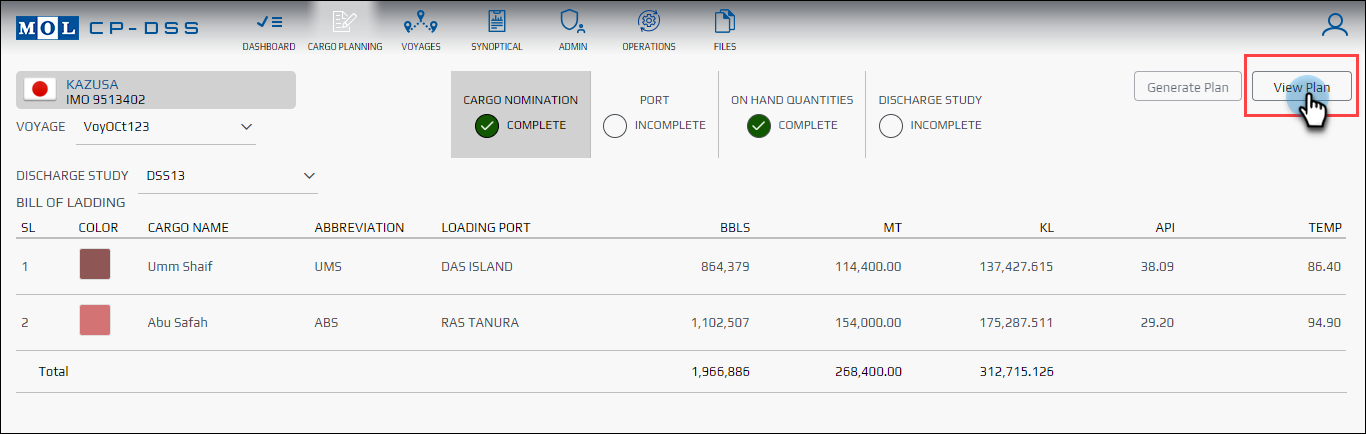 MOL CP-DSS
DASHBOARD CARGO PLANNING VOYAGES SYNOPTICAL ADMIN OPERATIONS FILES
KAZUSA
IMO 9513402
VOYAGE VoyOCt123
CARGO NOMINATION COMPLETE
PORT INCOMPLETE
ON HAND QUANTITIES COMPLETE
DISCHARGE STUDY INCOMPLETE
Generate Plan View Plan
DISCHARGE STUDY DSS13
BILL OF LADDING
SL COLOR CARGO NAME ABBREVIATION LOADING PORT BBLS MT KL API TEMP
1 Umm Shaif UMS DAS ISLAND 864,379 114,400.00 137,427.615 38.09 86.40
2 Abu Safah ABS RAS TANURA 1,102,507 154,000.00 175,287.511 29.20 94.90
Total 1,966,886 268,400.00 312,715.126